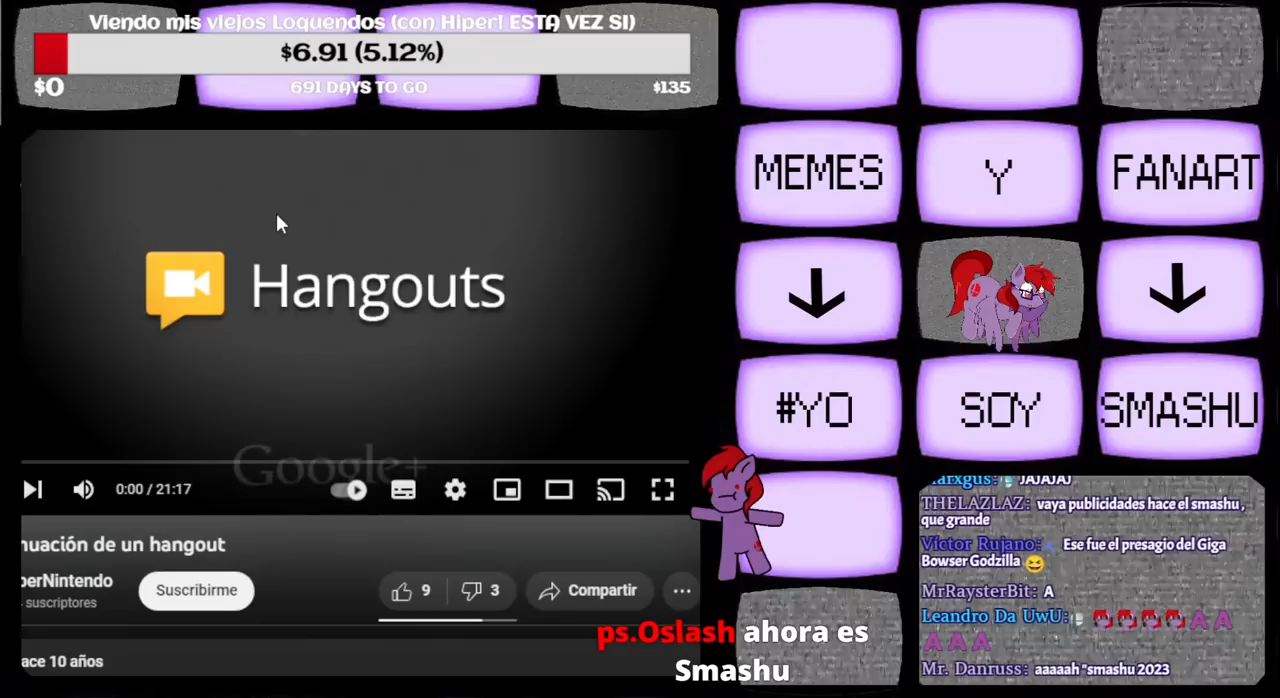 Viendo mis viejos Loquendos (con Hiper! ESTA VEZ SI)
$6.91 (5.12%)
$0
691 DAYS TO GO
$135
MEMES
Y
FANART
Hangouts
#YO
SOY
SMASHU
Google+
0:00 / 21:17
nuación de un hangout
perNintendo
suscriptores
Suscribirme
9
3
Compartir
ace 10 años
ps.Oslash ahora es
Smashu
Marxgus: JAJAJAJ
THELAZLAZ: vaya publicidades hace el smashu,
que grande
Víctor Rujano: Ese fue el presagio del Giga
Bowser Godzilla
MrRaysterBit: A
Leandro Da UwU: A A
A A A
Mr. Danruss: aaaaah "smashu 2023